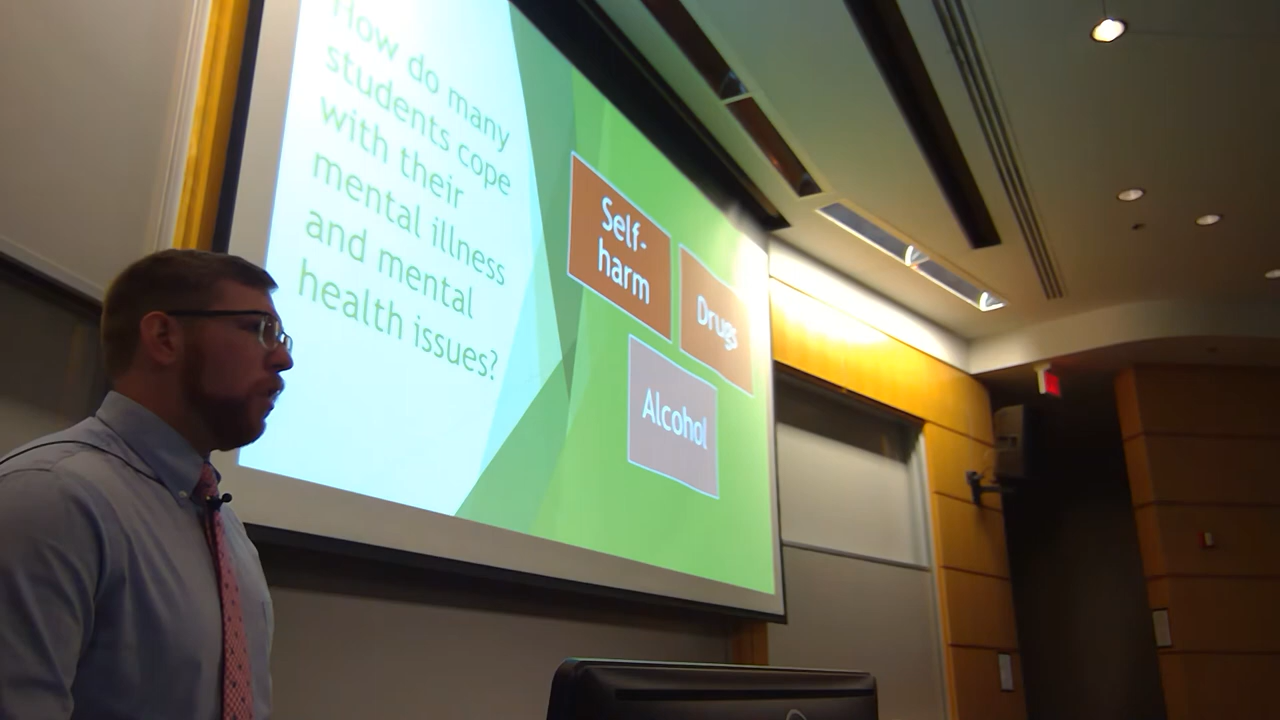 How do many
students cope
with their
mental illness
and mental
health issues?
Self-
harm
Drugs
Alcohol